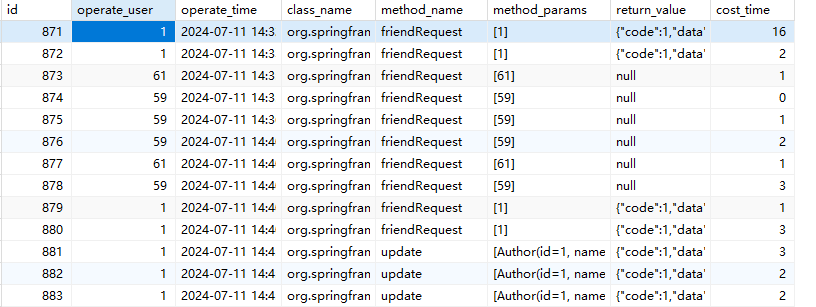 id operate_user operate_time class_name method_name method_params return_value cost_time
871 1 2024-07-11 14:3 org.springfran friendRequest [1] {"code":1,"data" 16
872 1 2024-07-11 14:3 org.springfran friendRequest [1] {"code":1,"data" 2
873 61 2024-07-11 14:3 org.springfran friendRequest [61] null 1
874 59 2024-07-11 14:3 org.springfran friendRequest [59] null 0
875 59 2024-07-11 14:3 org.springfran friendRequest [59] null 1
876 59 2024-07-11 14:4 org.springfran friendRequest [59] null 2
877 61 2024-07-11 14:4 org.springfran friendRequest [61] null 1
878 59 2024-07-11 14:4 org.springfran friendRequest [59] null 3
879 1 2024-07-11 14:4 org.springfran friendRequest [1] {"code":1,"data" 1
880 1 2024-07-11 14:4 org.springfran friendRequest [1] {"code":1,"data" 3
881 1 2024-07-11 14:4 org.springfran update [Author(id=1, name {"code":1,"data" 3
882 1 2024-07-11 14:4 org.springfran update [Author(id=1, name {"code":1,"data" 2
883 1 2024-07-11 14:4 org.springfran update [Author(id=1, name {"code":1,"data" 2